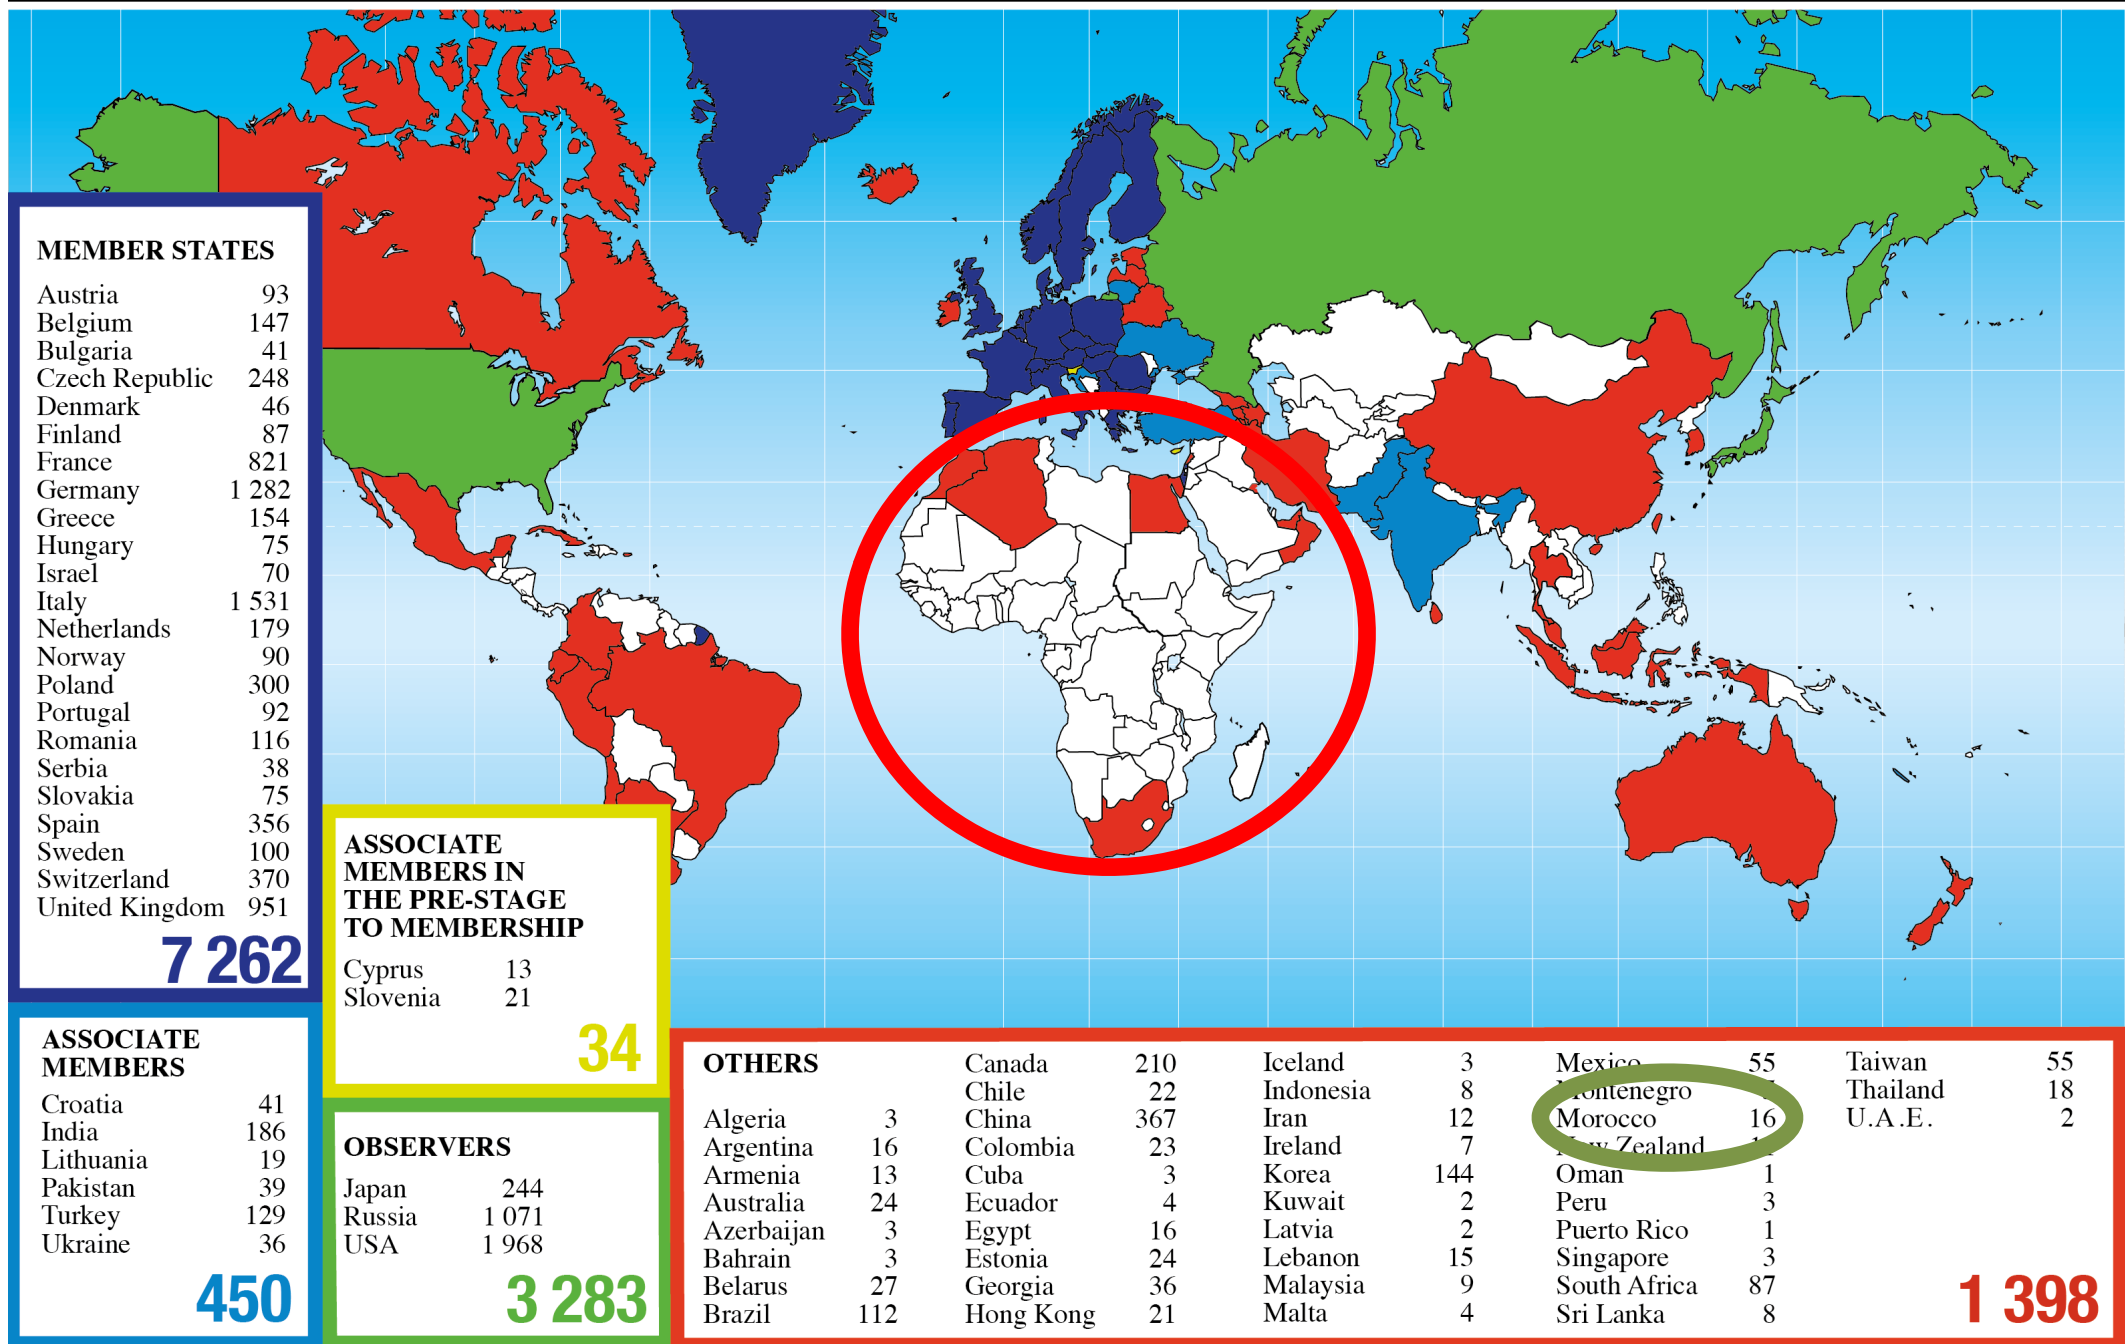 MEMBER STATES
Austria 93
Belgium 147
Bulgaria 41
Czech Republic 248
Denmark 46
Finland 87
France 821
Germany 1 282
Greece 154
Hungary 75
Israel 70
Italy 1 531
Netherlands 179
Norway 90
Poland 300
Portugal 92
Romania 116
Serbia 38
Slovakia 75
Spain 356
Sweden 100
Switzerland 370
United Kingdom 951
7 262
ASSOCIATE
MEMBERS
Croatia 41
India 186
Lithuania 19
Pakistan 39
Turkey 129
Ukraine 36
450
ASSOCIATE
MEMBERS IN
THE PRE-STAGE
TO MEMBERSHIP
Cyprus 13
Slovenia 21
34
OBSERVERS
Japan 244
Russia 1 071
USA 1 968
3 283
OTHERS
Algeria 3
Argentina 16
Armenia 13
Australia 24
Azerbaijan 3
Bahrain 3
Belarus 27
Brazil 112
Canada 210
Chile 22
China 367
Colombia 23
Cuba 3
Ecuador 4
Egypt 16
Estonia 24
Georgia 36
Hong Kong 21
Iceland 3
Indonesia 8
Iran 12
Ireland 7
Korea 144
Kuwait 2
Latvia 2
Lebanon 15
Malaysia 9
Malta 4
Mexico 55
Montenegro
Morocco 16
New Zealand
Oman 1
Peru 3
Puerto Rico 1
Singapore 3
South Africa 87
Sri Lanka 8
Taiwan 55
Thailand 18
U.A.E. 2
1 398